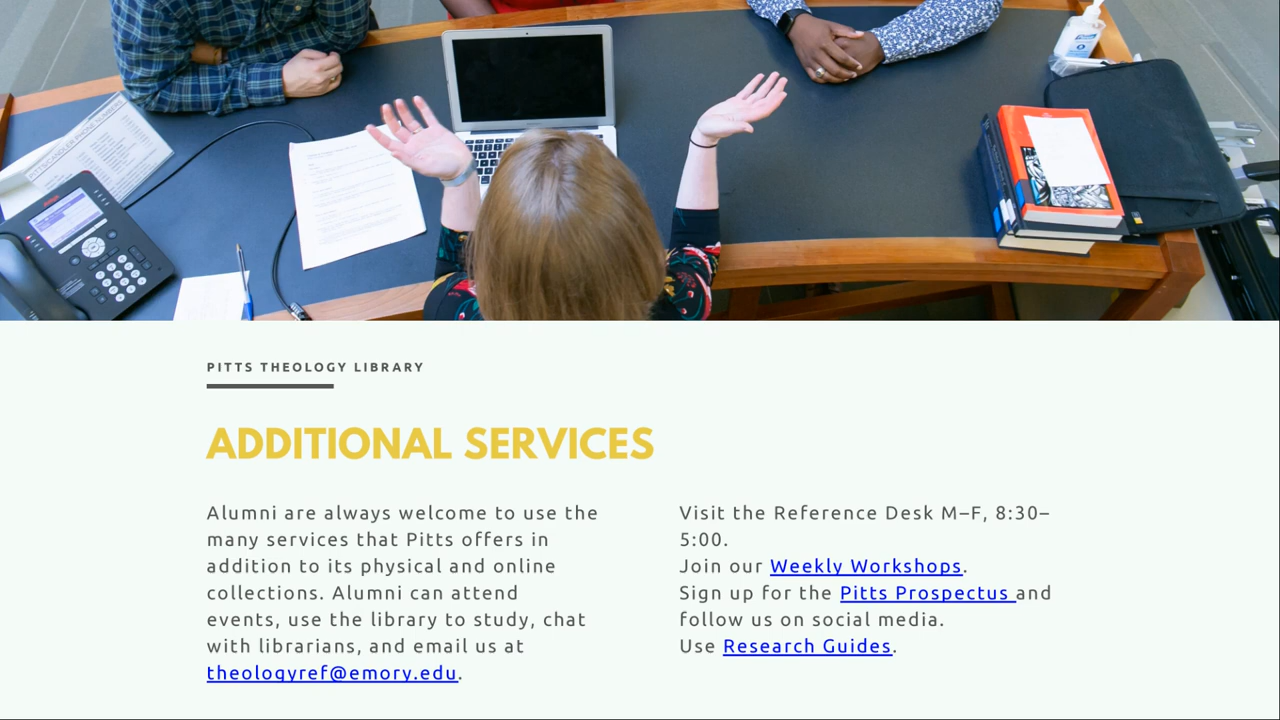 PITTS THEOLOGY LIBRARY
ADDITIONAL SERVICES
Alumni are always welcome to use the
many services that Pitts offers in
addition to its physical and online
collections. Alumni can attend
events, use the library to study, chat
with librarians, and email us at
theologyref@emory.edu.
Visit the Reference Desk M–F, 8:30–
5:00.
Join our Weekly Workshops.
Sign up for the Pitts Prospectus and
follow us on social media.
Use Research Guides.